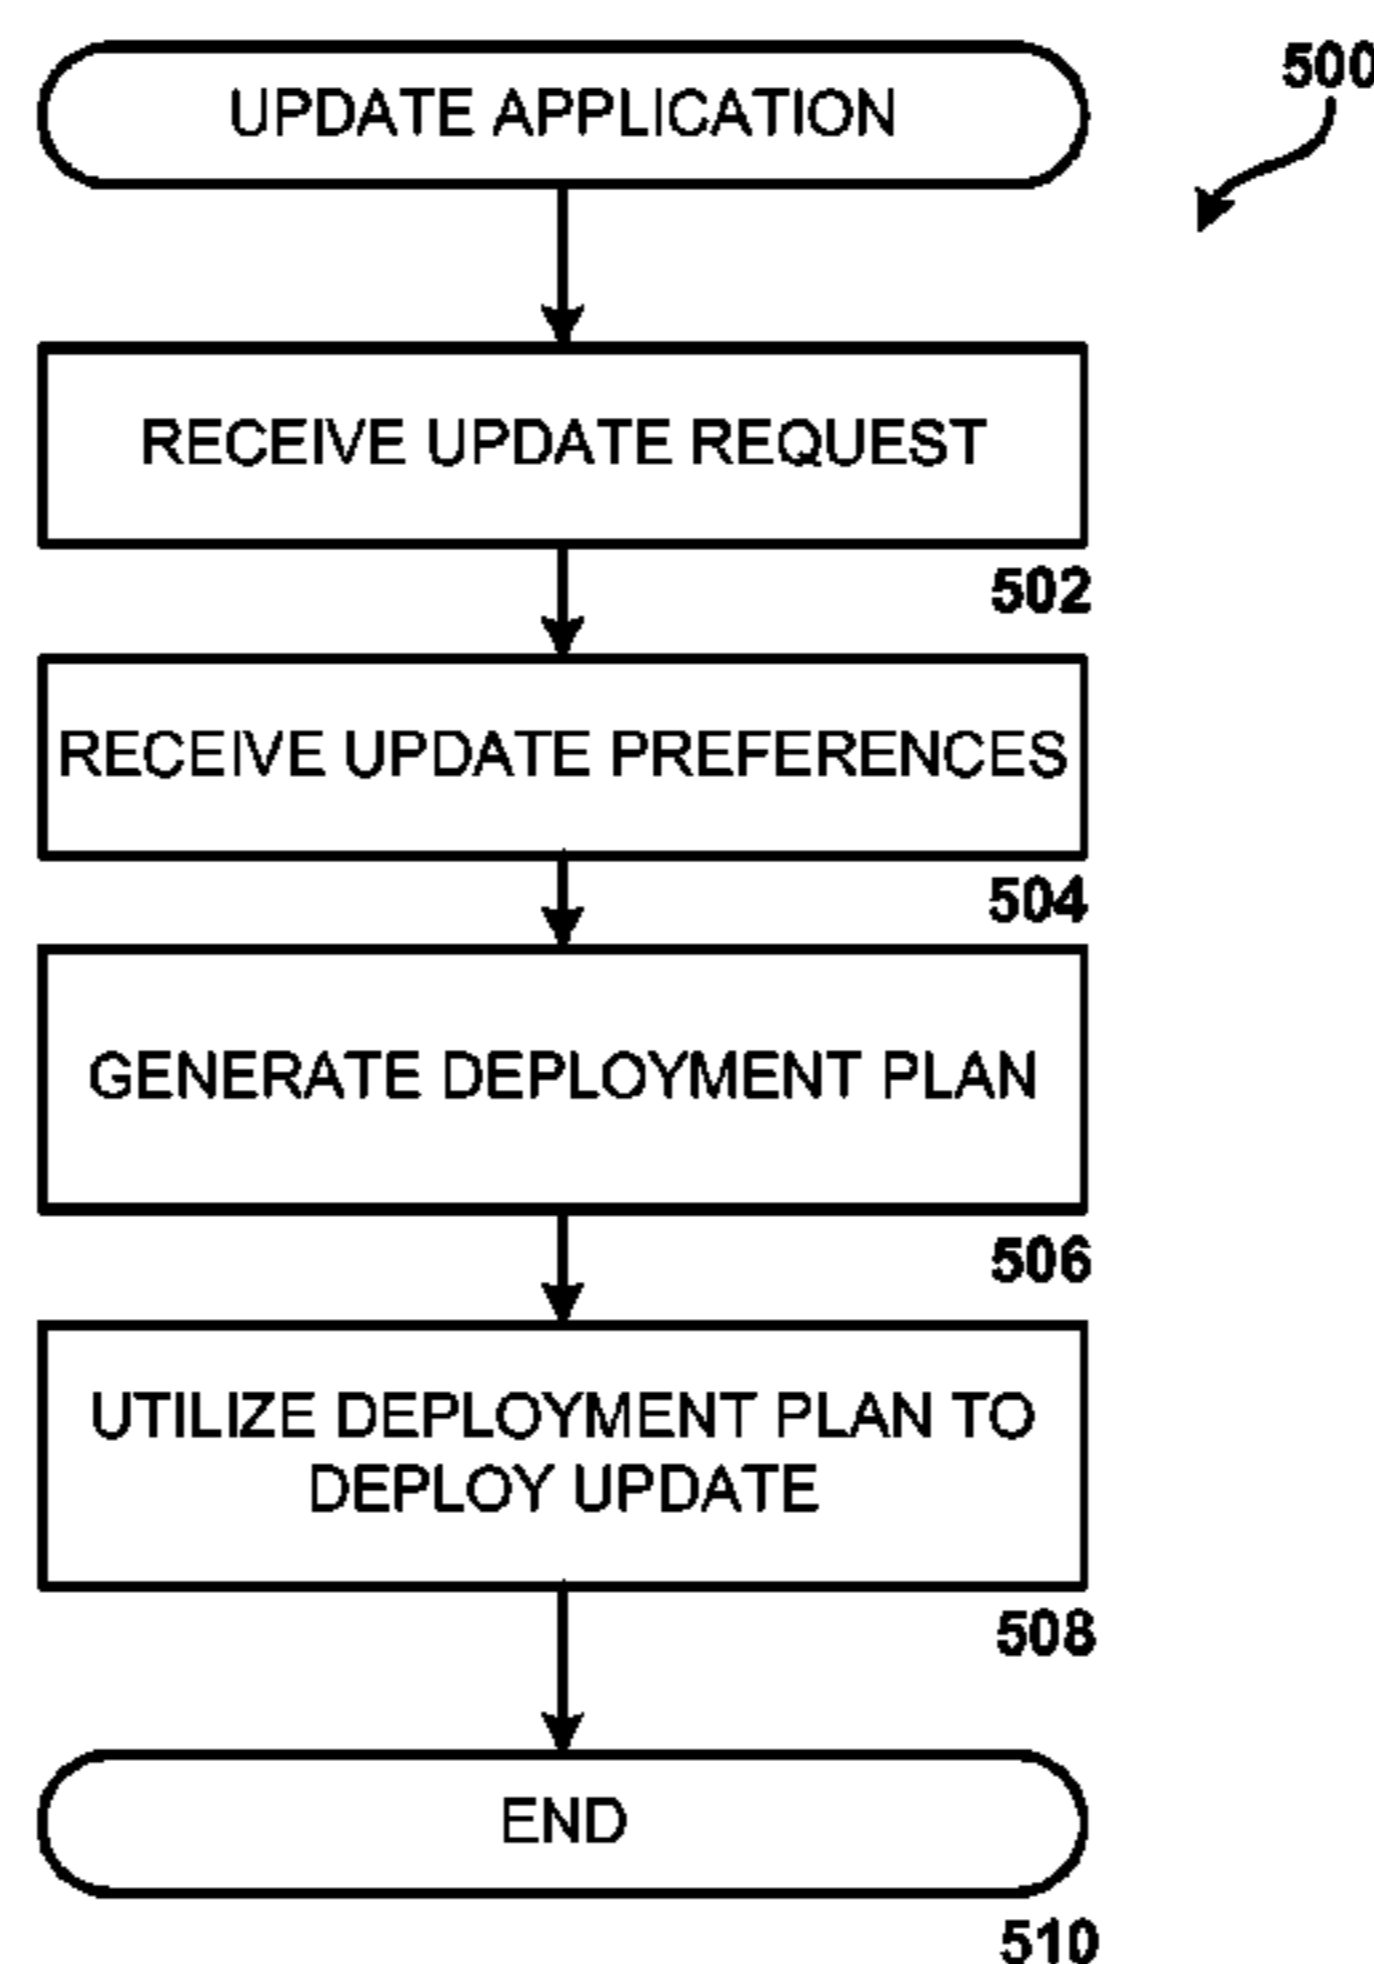 UPDATE APPLICATION
500
RECEIVE UPDATE REQUEST
502
RECEIVE UPDATE PREFERENCES
504
GENERATE DEPLOYMENT PLAN
506
UTILIZE DEPLOYMENT PLAN TO
DEPLOY UPDATE
508
END
510